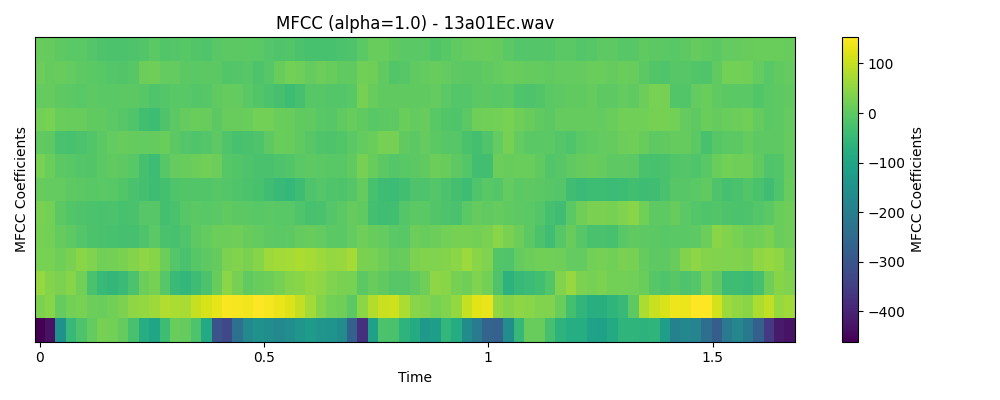 MFCC (alpha=1.0) - 13a01Ec.wav
MFCC Coefficients
0
0.5
1
1.5
Time
100
0
−100
−200
−300
−400
MFCC Coefficients